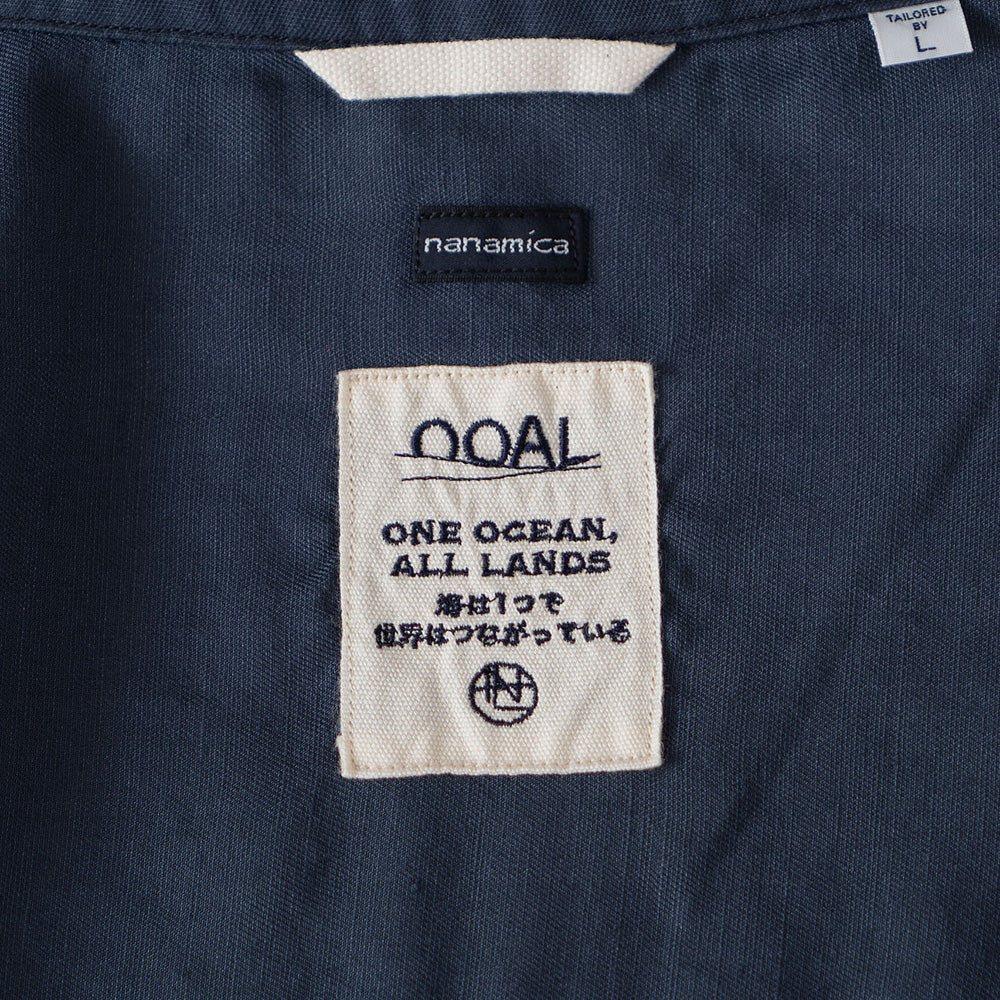 TAILORED
BY
L
nanamica
OOAL
ONE OCEAN,
ALL LANDS
海は1つで
世界はつながっている